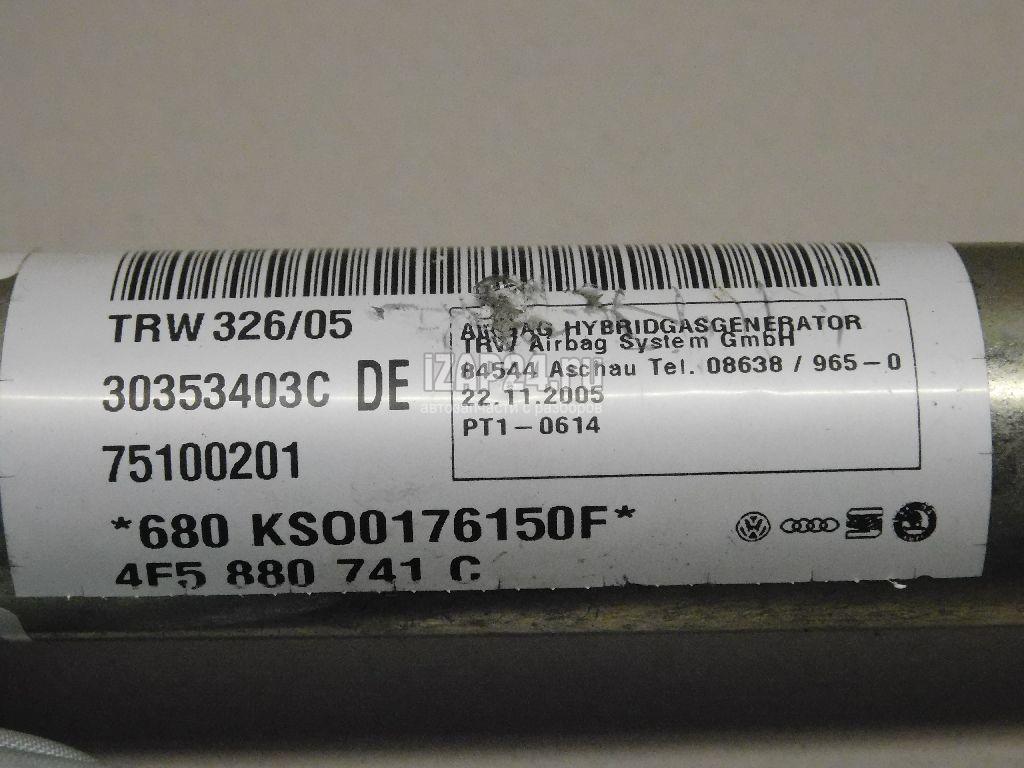 TRW 326/05
30353403C DE
75100201
*680 KSO0176150F*
4F5 880 741 C
AIRBAG HYBRIDGASGENERATOR
TRW Airbag System GmbH
84544 Aschau Tel. 08638 / 965-0
22.11.2005
PT1-0614
IZAP24.ru
автозапчасти с разборов